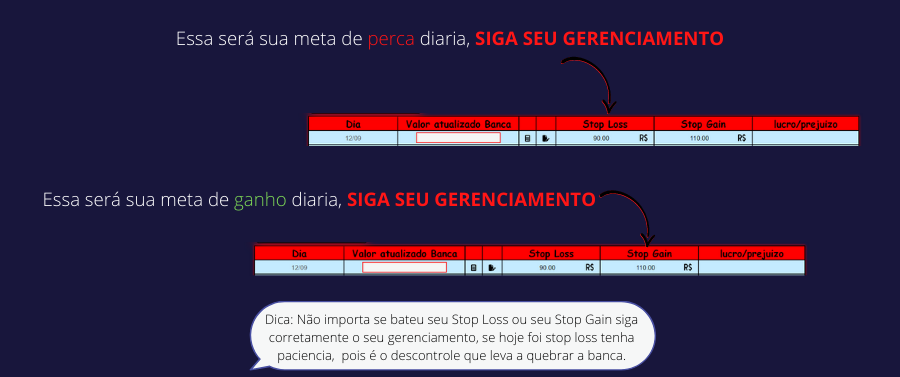 Essa será sua meta de perca diaria, SIGA SEU GERENCIAMENTO
Dia Valor atualizado Banca Stop Loss Stop Gain lucro/prejuizo
12/09 90.00 R$ 110.00 R$
Essa será sua meta de ganho diaria, SIGA SEU GERENCIAMENTO
Dia Valor atualizado Banca Stop Loss Stop Gain lucro/prejuizo
12/09 90.00 R$ 110.00 R$
Dica: Não importa se bateu seu Stop Loss ou seu Stop Gain siga
corretamente o seu gerenciamento, se hoje foi stop loss tenha
paciencia, pois é o descontrole que leva a quebrar a banca.